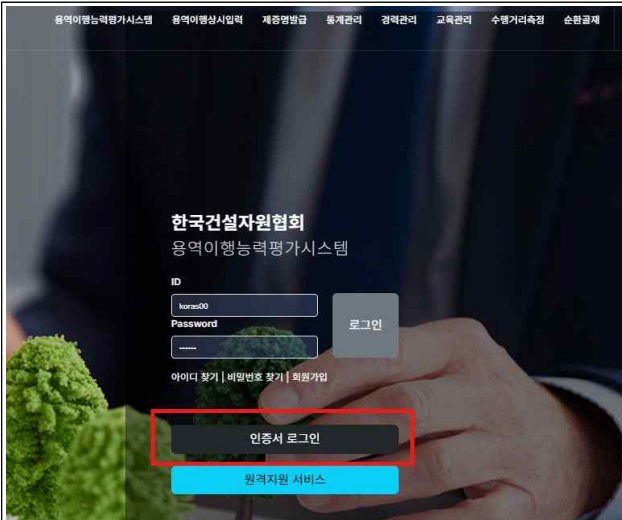 용역이행능력평가시스템 용역이행상시입력 제증명발급 통계관리 경력관리 교육관리 수행거리측정 순환골재
한국건설자원협회
용역이행능력평가시스템
ID
koras00
Password
••••••
로그인
아이디 찾기 | 비밀번호 찾기 | 회원가입
인증서 로그인
원격지원 서비스